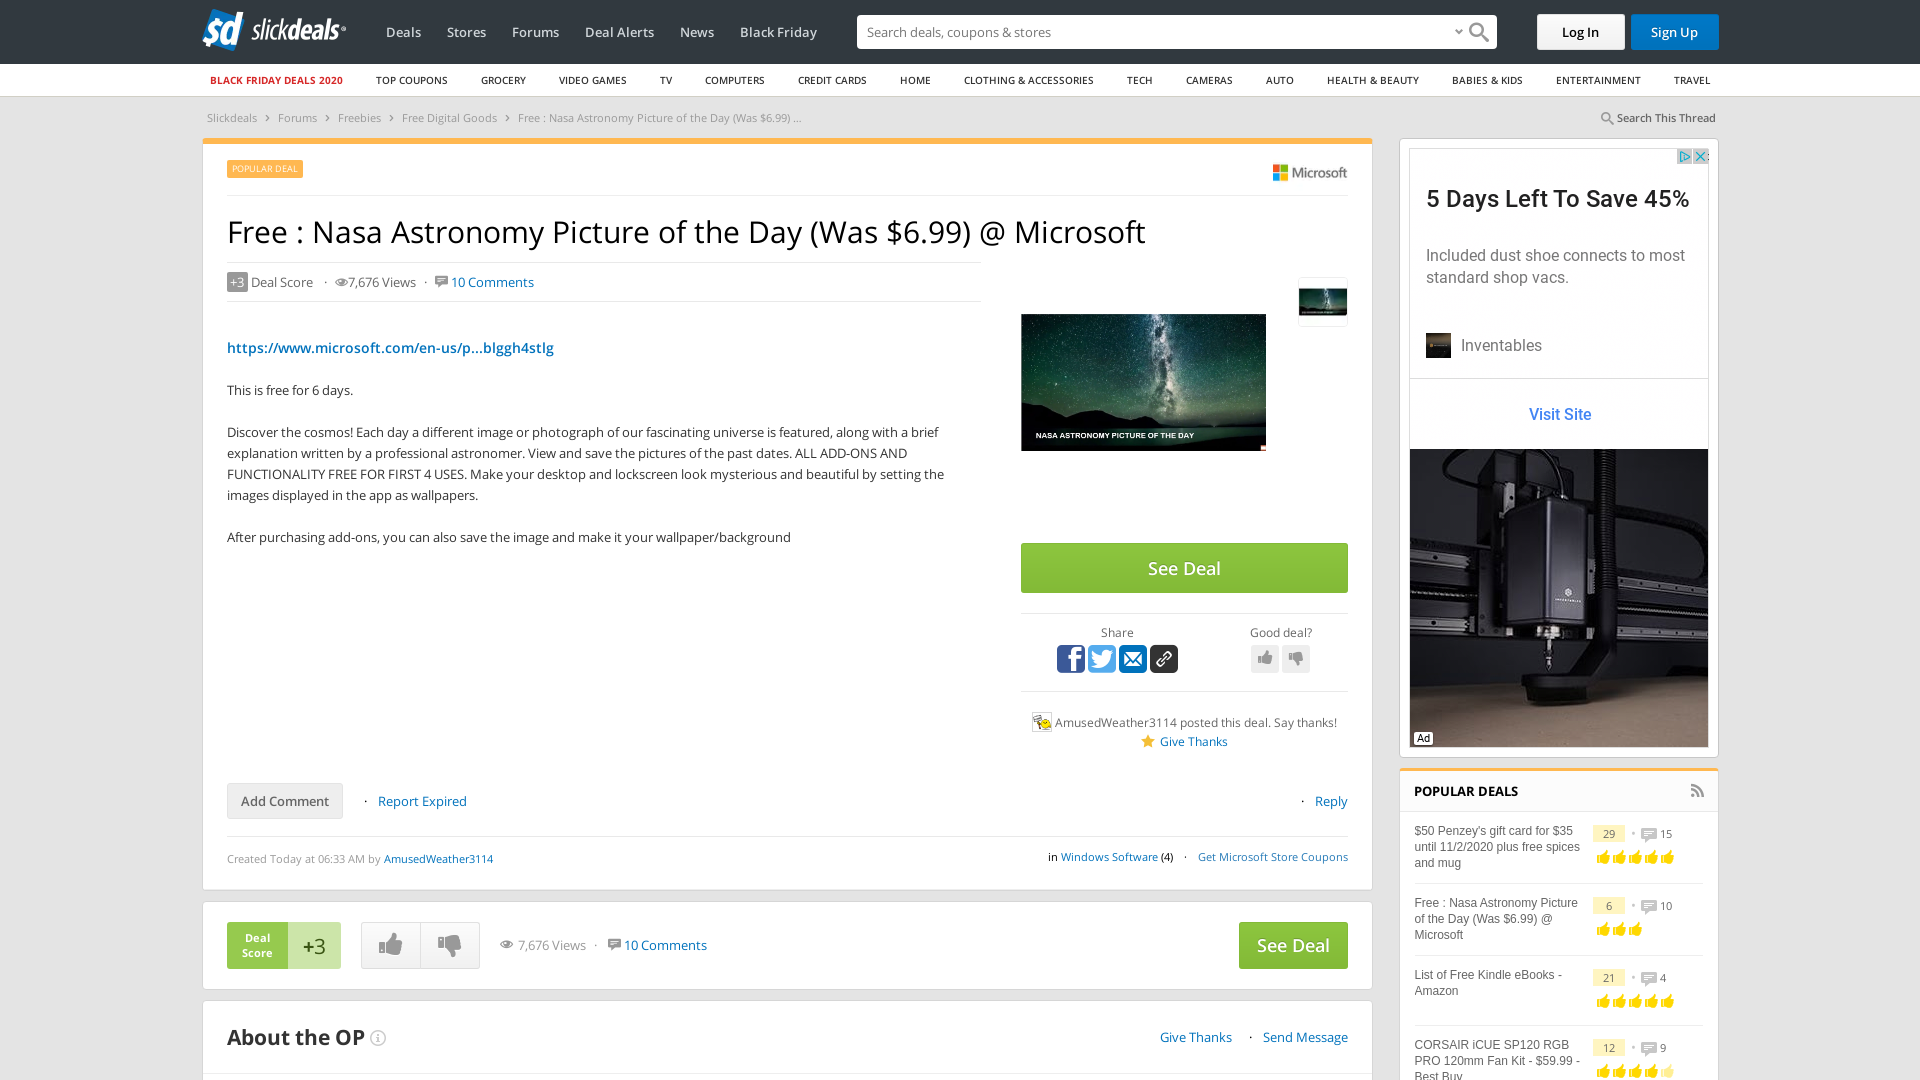 sd slickdeals
Deals Stores Forums Deal Alerts News Black Friday
Search deals, coupons & stores
Log In
Sign Up
BLACK FRIDAY DEALS 2020 TOP COUPONS GROCERY VIDEO GAMES TV COMPUTERS CREDIT CARDS HOME CLOTHING & ACCESSORIES TECH CAMERAS AUTO HEALTH & BEAUTY BABIES & KIDS ENTERTAINMENT TRAVEL
Slickdeals › Forums › Freebies › Free Digital Goods › Free : Nasa Astronomy Picture of the Day (Was $6.99) ...
Search This Thread
POPULAR DEAL
Microsoft
Free : Nasa Astronomy Picture of the Day (Was $6.99) @ Microsoft
+3 Deal Score · 7,676 Views · 10 Comments
https://www.microsoft.com/en-us/p...blggh4stlg
This is free for 6 days.
Discover the cosmos! Each day a different image or photograph of our fascinating universe is featured, along with a brief
explanation written by a professional astronomer. View and save the pictures of the past dates. ALL ADD-ONS AND
FUNCTIONALITY FREE FOR FIRST 4 USES. Make your desktop and lockscreen look mysterious and beautiful by setting the
images displayed in the app as wallpapers.
After purchasing add-ons, you can also save the image and make it your wallpaper/background
NASA ASTRONOMY PICTURE OF THE DAY
See Deal
Share
Good deal?
AmusedWeather3114 posted this deal. Say thanks!
Give Thanks
Add Comment · Report Expired
· Reply
Created Today at 06:33 AM by AmusedWeather3114
in Windows Software (4) · Get Microsoft Store Coupons
Deal
Score
+3
7,676 Views · 10 Comments
See Deal
About the OP
Give Thanks · Send Message
5 Days Left To Save 45%
Included dust shoe connects to most
standard shop vacs.
Inventables
Visit Site
Ad
POPULAR DEALS
$50 Penzey's gift card for $35
until 11/2/2020 plus free spices
and mug
29 • 15
Free : Nasa Astronomy Picture
of the Day (Was $6.99) @
Microsoft
6 • 10
List of Free Kindle eBooks -
Amazon
21 • 4
CORSAIR iCUE SP120 RGB
PRO 120mm Fan Kit - $59.99 -
Best Buy
12 • 9